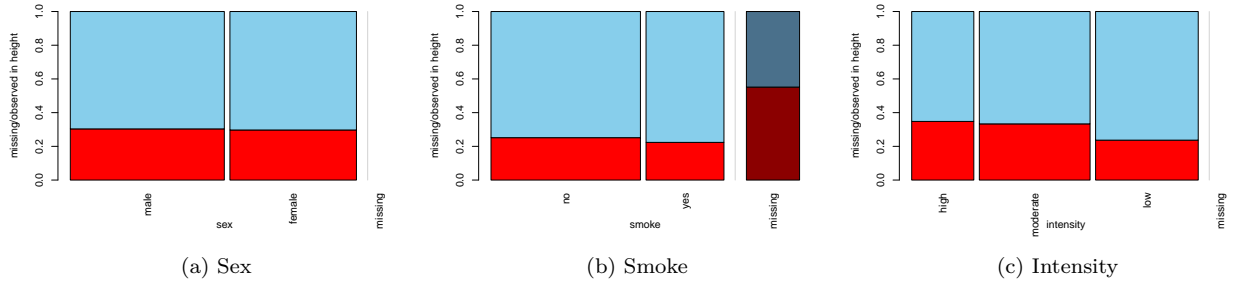 missing/observed in height
1.0
0.8
0.6
0.4
0.2
0.0
male
female
missing
sex
(a) Sex
missing/observed in height
1.0
0.8
0.6
0.4
0.2
0.0
no
yes
missing
smoke
(b) Smoke
missing/observed in height
1.0
0.8
0.6
0.4
0.2
0.0
high
moderate
low
missing
intensity
(c) Intensity